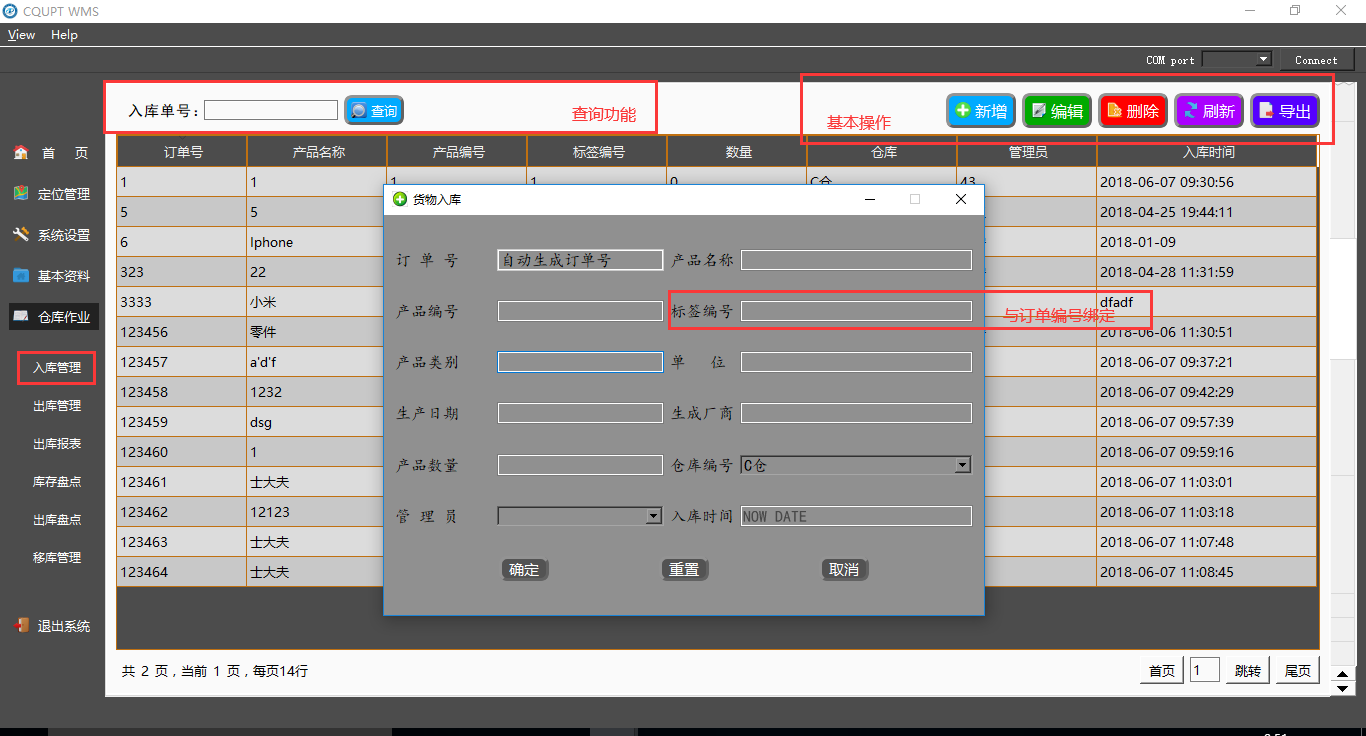 CQUPT WMS
View Help
COM port Connect
入库单号: 查询 查询功能 基本操作 新增 编辑 删除 刷新 导出
首 页
定位管理
系统设置
基本资料
仓库作业
入库管理
出库管理
出库报表
库存盘点
出库盘点
移库管理
退出系统
订单号 产品名称 产品编号 标签编号 数量 仓库 管理员 入库时间
1 1 1 1 0 C仓 43 2018-06-07 09:30:56
5 5 2018-04-25 19:44:11
6 Iphone 2018-01-09
323 22 2018-04-28 11:31:59
3333 小米 dfadf
123456 零件 2018-06-06 11:30:51
123457 a'd'f 2018-06-07 09:37:21
123458 1232 2018-06-07 09:42:29
123459 dsg 2018-06-07 09:57:39
123460 1 2018-06-07 09:59:16
123461 士大夫 2018-06-07 11:03:01
123462 12123 2018-06-07 11:03:18
123463 士大夫 2018-06-07 11:07:48
123464 士大夫 2018-06-07 11:08:45
货物入库
订 单 号 自动生成订单号 产品名称
产品编号 标签编号 与订单编号绑定
产品类别 单 位
生产日期 生成厂商
产品数量 仓库编号 C仓
管 理 员 入库时间 NOW DATE
确定 重置 取消
共 2 页，当前 1 页，每页14行 首页 1 跳转 尾页